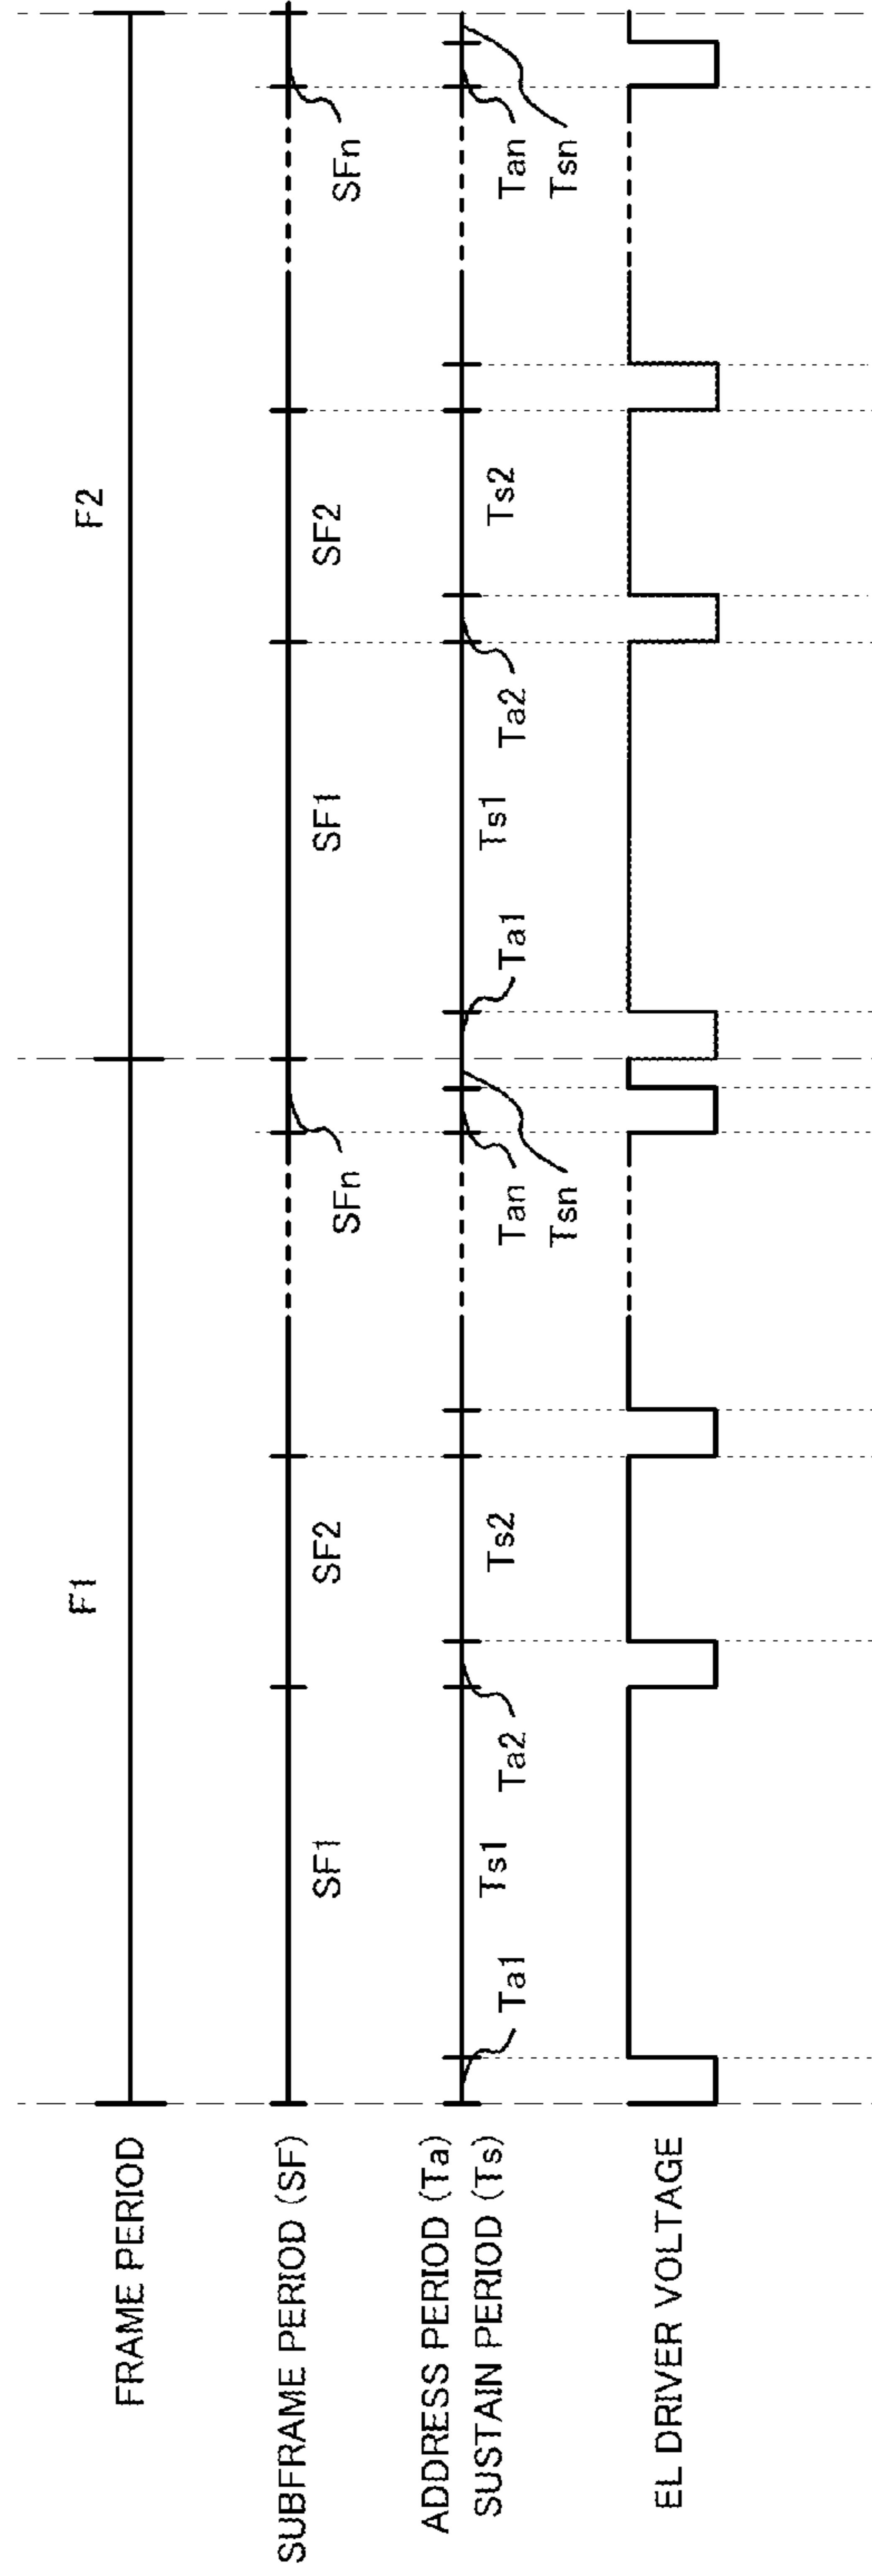 FRAME PERIOD
F1
F2
SUBFRAME PERIOD (SF)
SF1
SF2
SFn
SF1
SF2
SFn
ADDRESS PERIOD (Ta)
SUSTAIN PERIOD (Ts)
Ta1
Ts1
Ta2
Ts2
Tan
Tsn
Ta1
Ts1
Ta2
Ts2
Tan
Tsn
EL DRIVER VOLTAGE